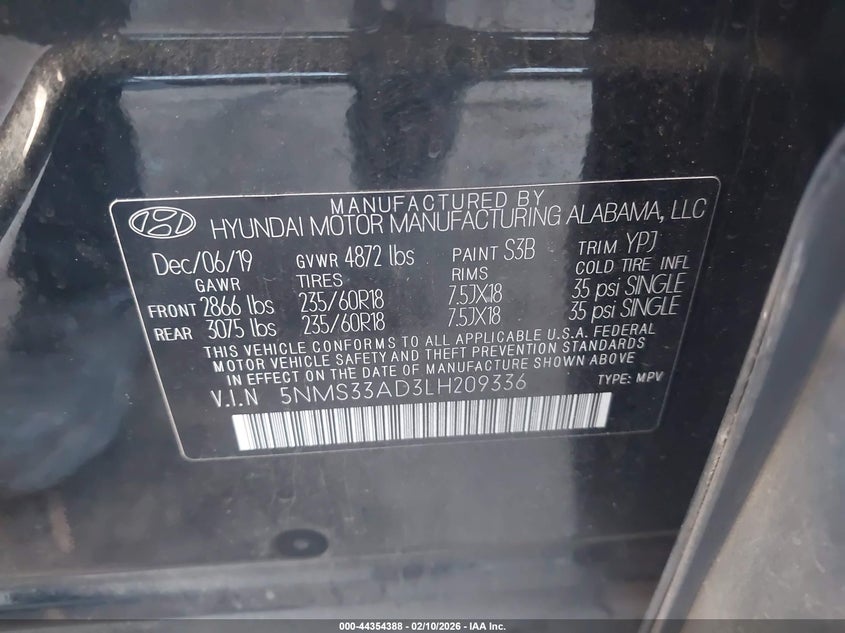 MANUFACTURED BY
HYUNDAI MOTOR MANUFACTURING ALABAMA, LLC
Dec/06/19 GVWR 4872 lbs PAINT S3B TRIM YPJ
GAWR TIRES RIMS COLD TIRE INFL
FRONT 2866 lbs 235/60R18 7.5JX18 35 psi SINGLE
REAR 3075 lbs 235/60R18 7.5JX18 35 psi SINGLE
THIS VEHICLE CONFORMS TO ALL APPLICABLE U.S.A. FEDERAL
MOTOR VEHICLE SAFETY AND THEFT PREVENTION STANDARDS
IN EFFECT ON THE DATE OF MANUFACTURE SHOWN ABOVE
V.I.N 5NMS33AD3LH209336 TYPE: MPV
000-44354388 — 02/10/2026 — IAA Inc.